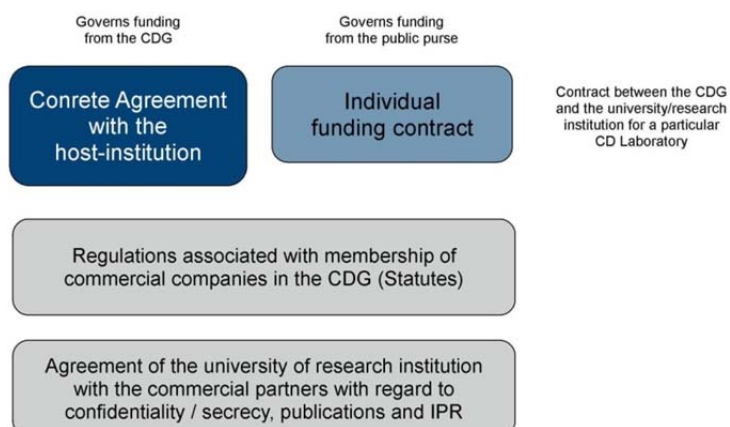 Governs funding
from the CDG
Governs funding
from the public purse
Conrete Agreement
with the
host-institution
Individual
funding contract
Contract between the CDG
and the university/research
institution for a particular
CD Laboratory
Regulations associated with membership of
commercial companies in the CDG (Statutes)
Agreement of the university of research institution
with the commercial partners with regard to
confidentiality / secrecy, publications and IPR